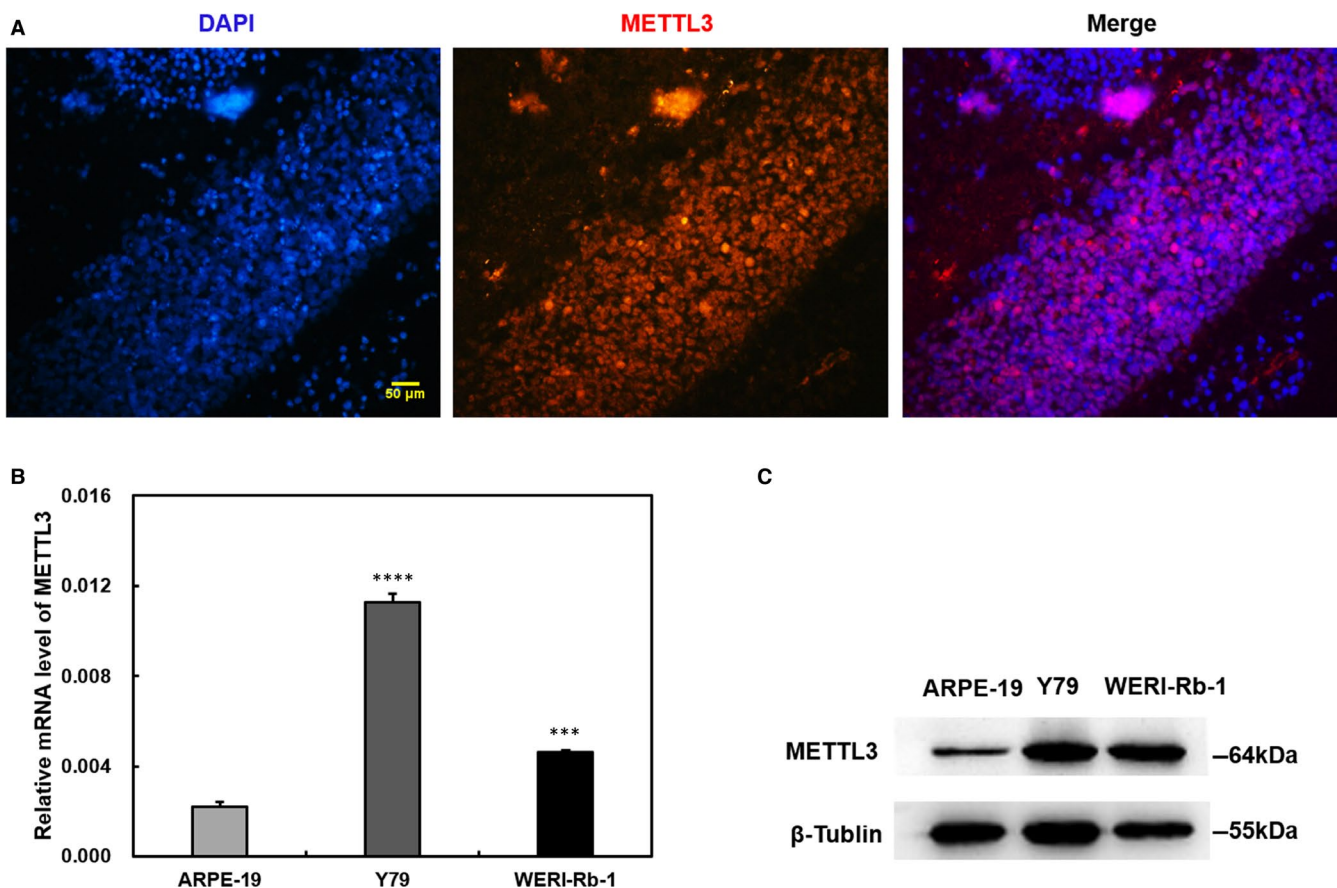 A
DAPI
METTL3
Merge
50 µm
B
Relative mRNA level of METTL3
0.016
0.012
0.008
0.004
0.000
****
***
ARPE-19
Y79
WERI-Rb-1
C
ARPE-19 Y79 WERI-Rb-1
METTL3
–64kDa
β-Tublin
–55kDa